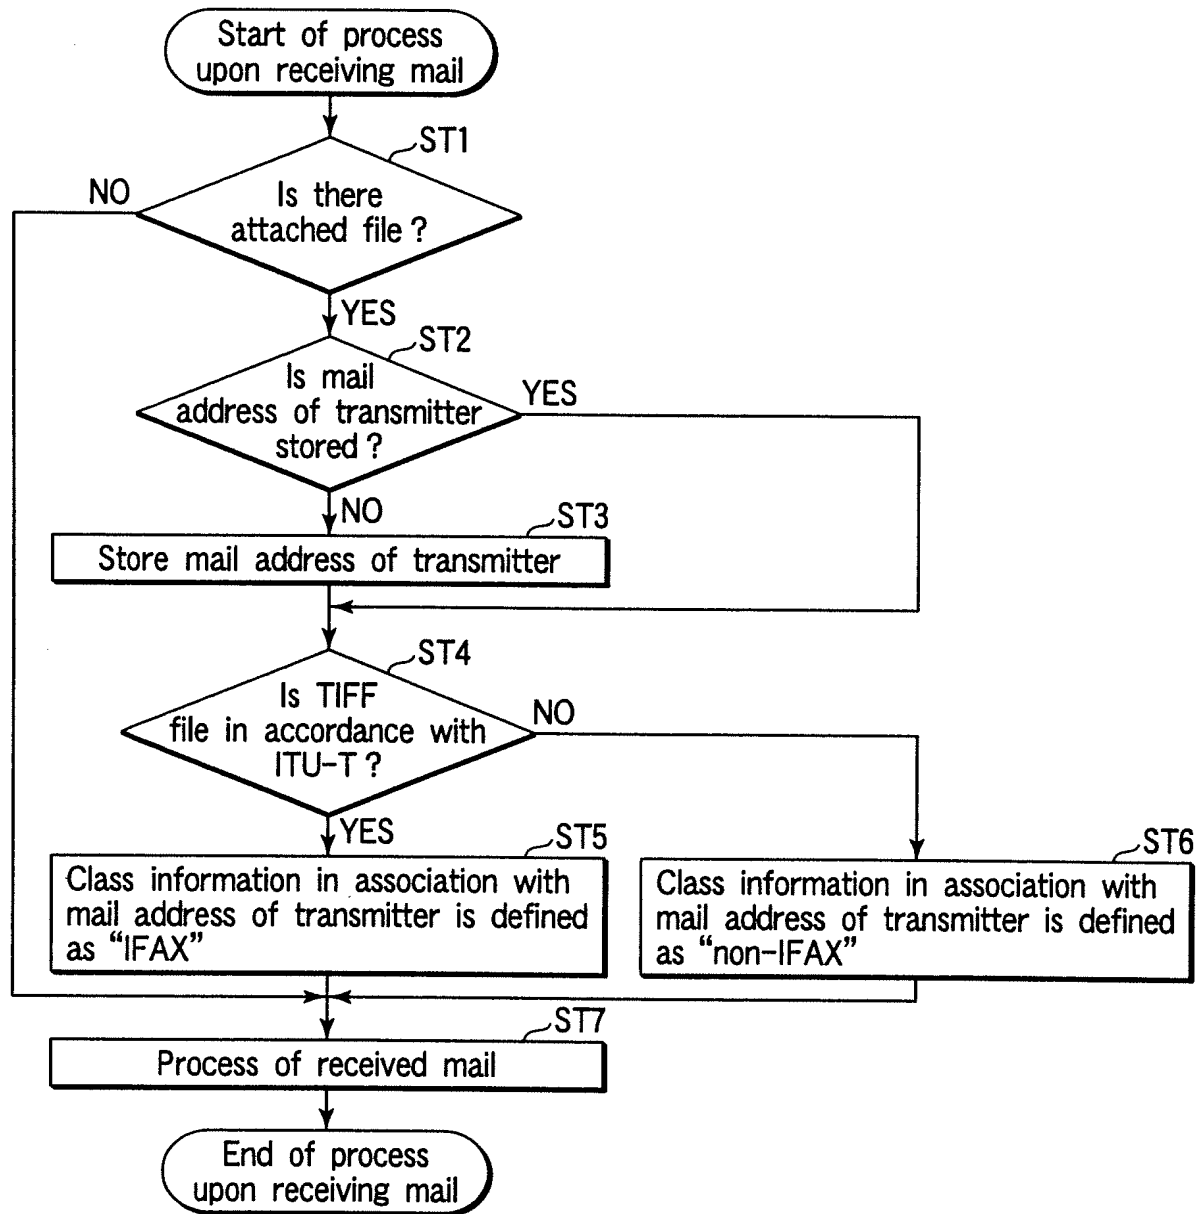 Start of process
upon receiving mail
ST1
NO
Is there
attached file?
YES
ST2
Is mail
address of transmitter
stored?
YES
NO
ST3
Store mail address of transmitter
ST4
Is TIFF
file in accordance with
ITU-T?
NO
YES
ST5
Class information in association with
mail address of transmitter is defined
as “IFAX”
ST6
Class information in association with
mail address of transmitter is defined
as “non-IFAX”
ST7
Process of received mail
End of process
upon receiving mail